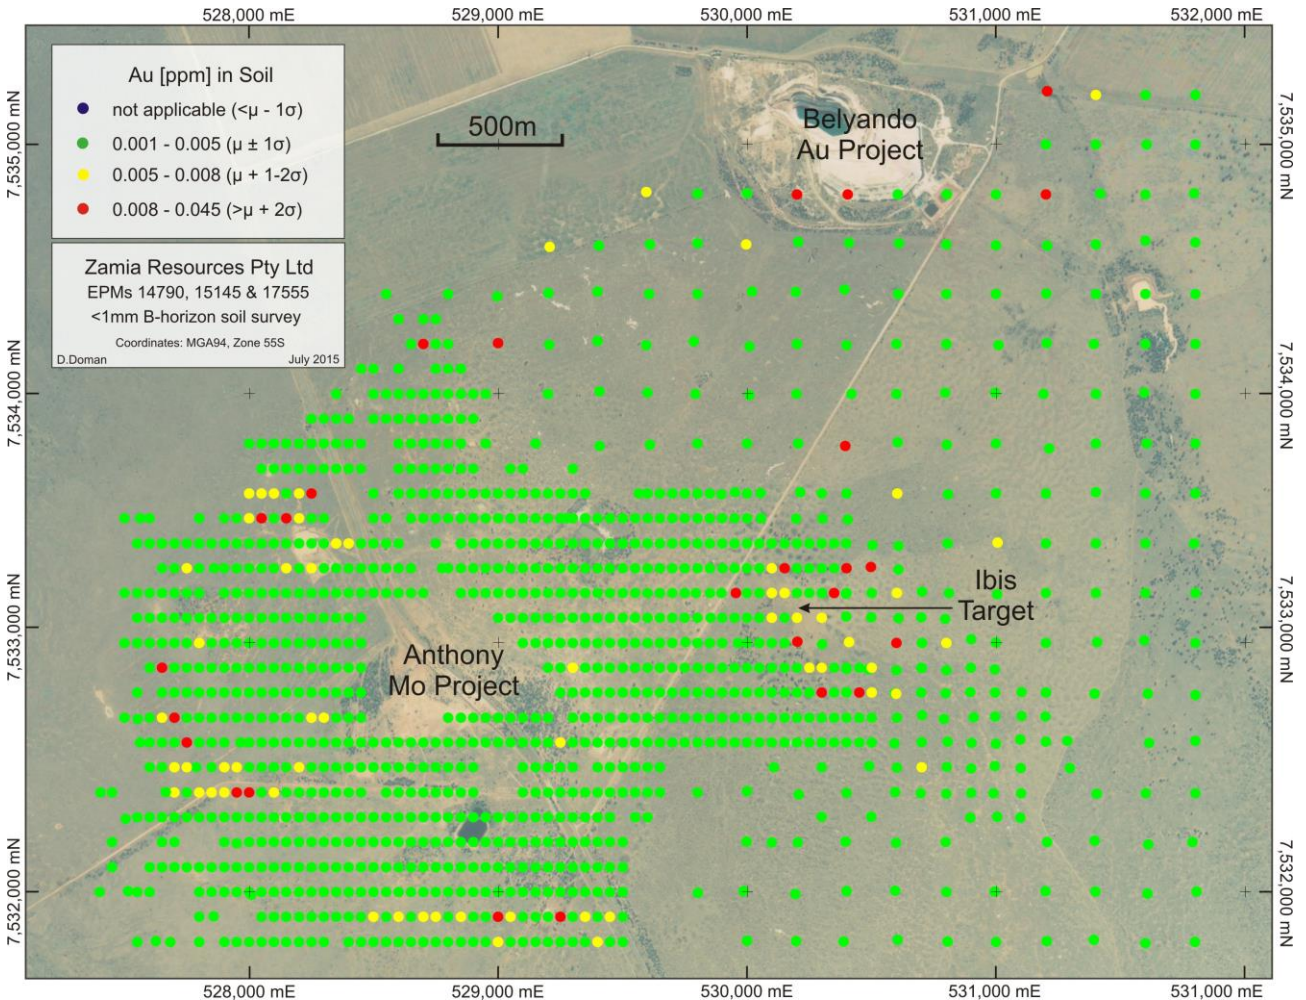 528,000 mE
529,000 mE
530,000 mE
531,000 mE
532,000 mE
Au [ppm] in Soil
not applicable (<μ - 1σ)
0.001 - 0.005 (μ ± 1σ)
0.005 - 0.008 (μ + 1-2σ)
0.008 - 0.045 (>μ + 2σ)
Zamia Resources Pty Ltd
EPMs 14790, 15145 & 17555
<1mm B-horizon soil survey
Coordinates: MGA94, Zone 55S
D.Doman
July 2015
500m
Belyando
Au Project
Ibis
Target
Anthony
Mo Project
7,535,000 mN
7,534,000 mN
7,533,000 mN
7,532,000 mN
7,535,000 mN
7,534,000 mN
7,533,000 mN
7,532,000 mN
528,000 mE
529,000 mE
530,000 mE
531,000 mE
532,000 mE